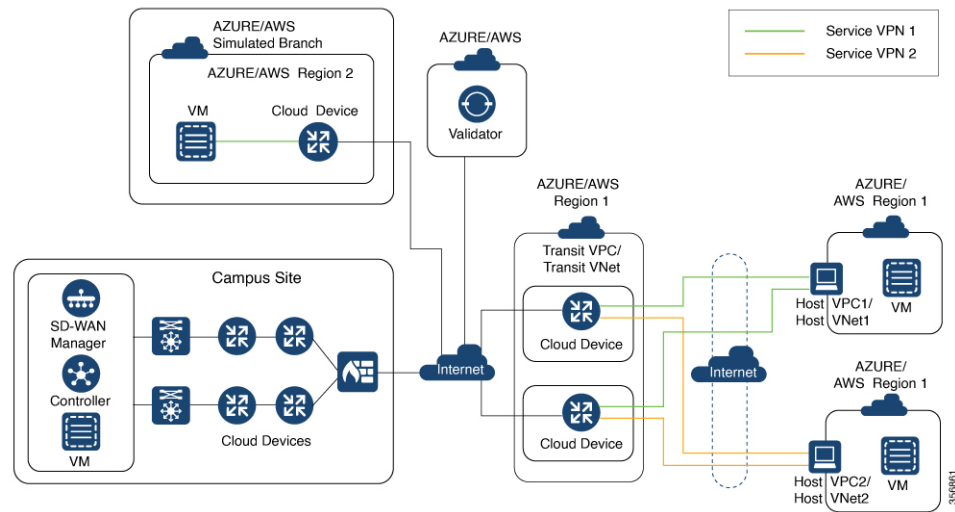 AZURE/AWS
Simulated Branch
AZURE/AWS Region 2
VM
Cloud Device
AZURE/AWS
Validator
Service VPN 1
Service VPN 2
AZURE/AWS
Region 1
Transit VPC/
Transit VNet
Cloud Device
Cloud Device
Campus Site
SD-WAN
Manager
Controller
VM
Cloud Devices
Internet
Internet
AZURE/
AWS Region 1
Host VPC1/
Host VNet1
VM
AZURE/
AWS Region 1
Host VPC2/
Host VNet2
VM
356861